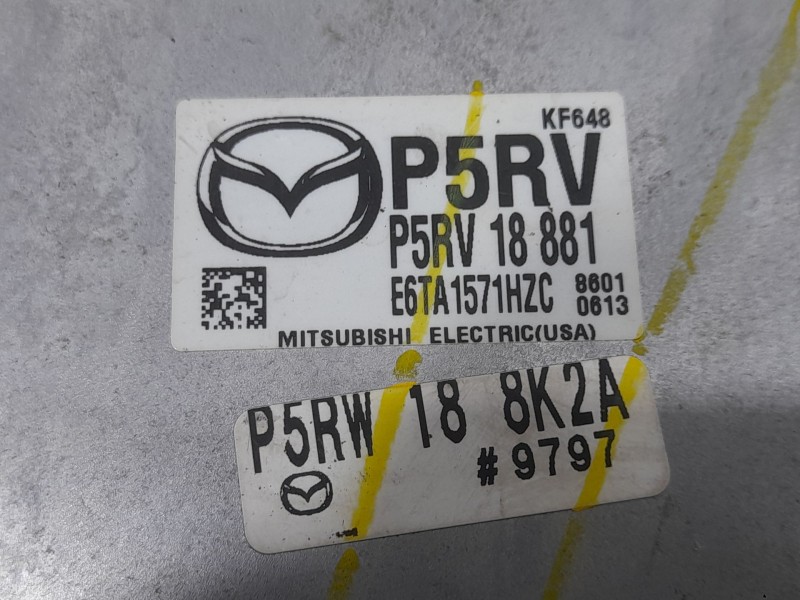 KF648
P5RV
P5RV 18 881
E6TA1571HZC 8601
0613
MITSUBISHI ELECTRIC(USA)
P5RW 18 8K2A
#9797